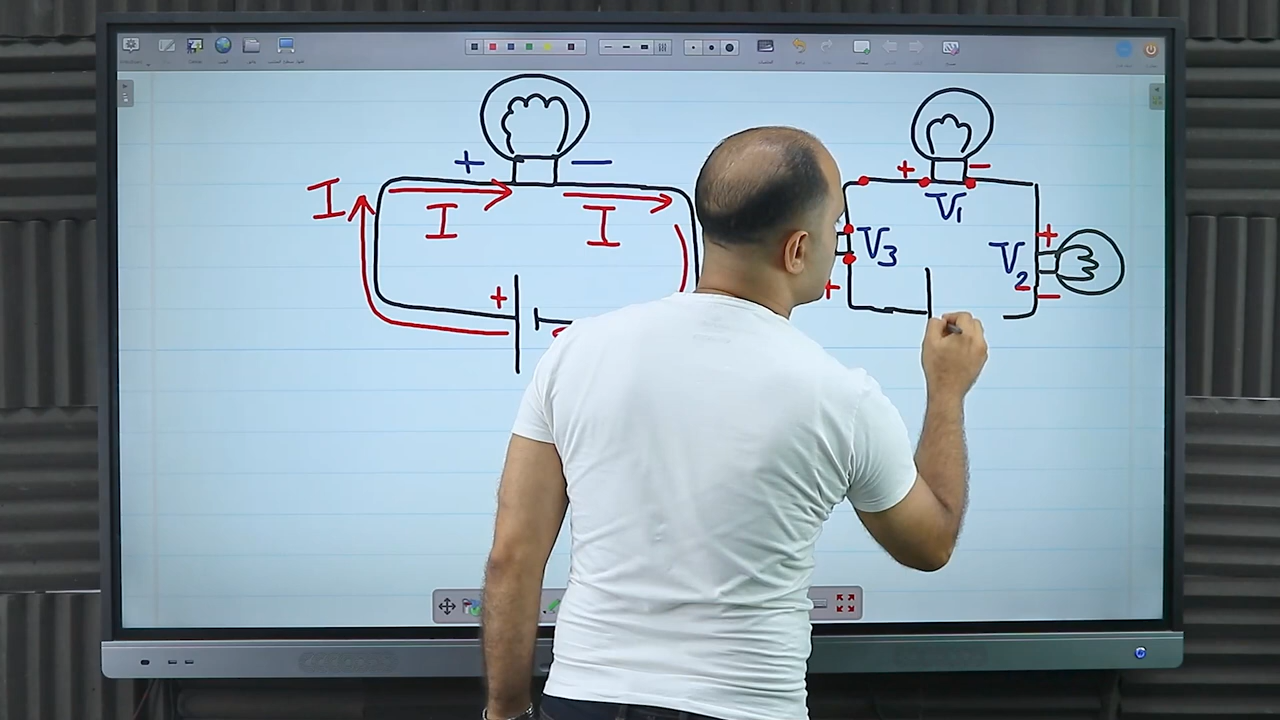 + −
I I I
+
+ −
V₁
V₃ V₂ +
−
+